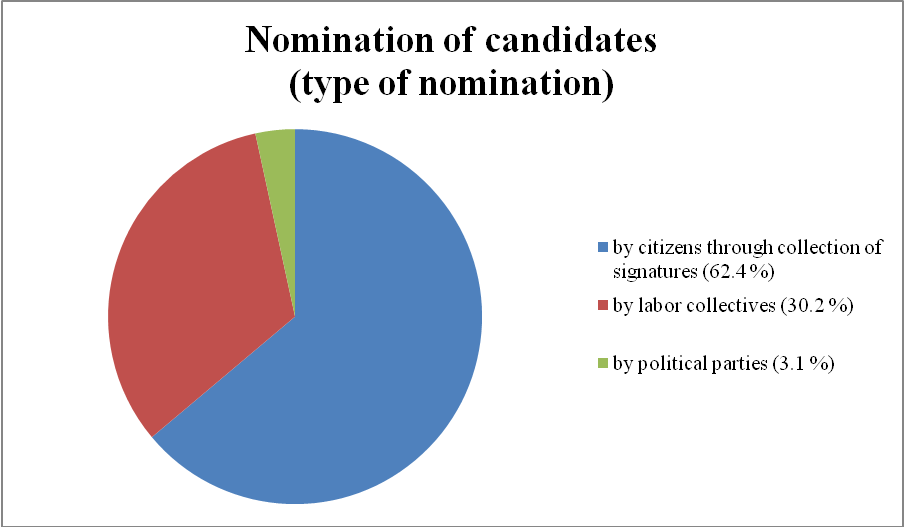 Nomination of candidates
(type of nomination)
by citizens through collection of
signatures (62.4 %)
by labor collectives (30.2 %)
by political parties (3.1 %)